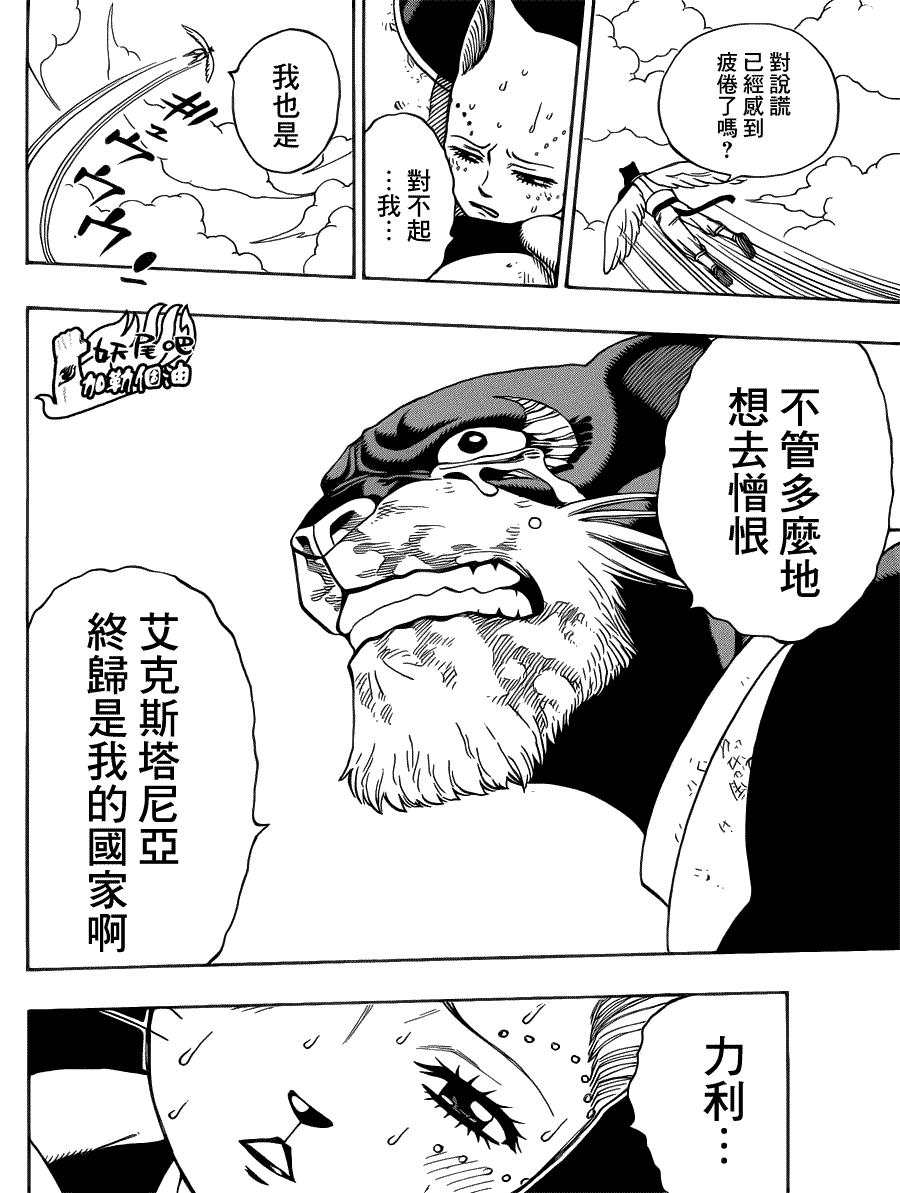 對說謊
已經感到
疲倦了嗎?
對不起
…我…
我也是
妖尾吧
加勒個油
不管多麼地
想去憎恨
艾克斯塔尼亞
終歸是我的國家啊
力利…